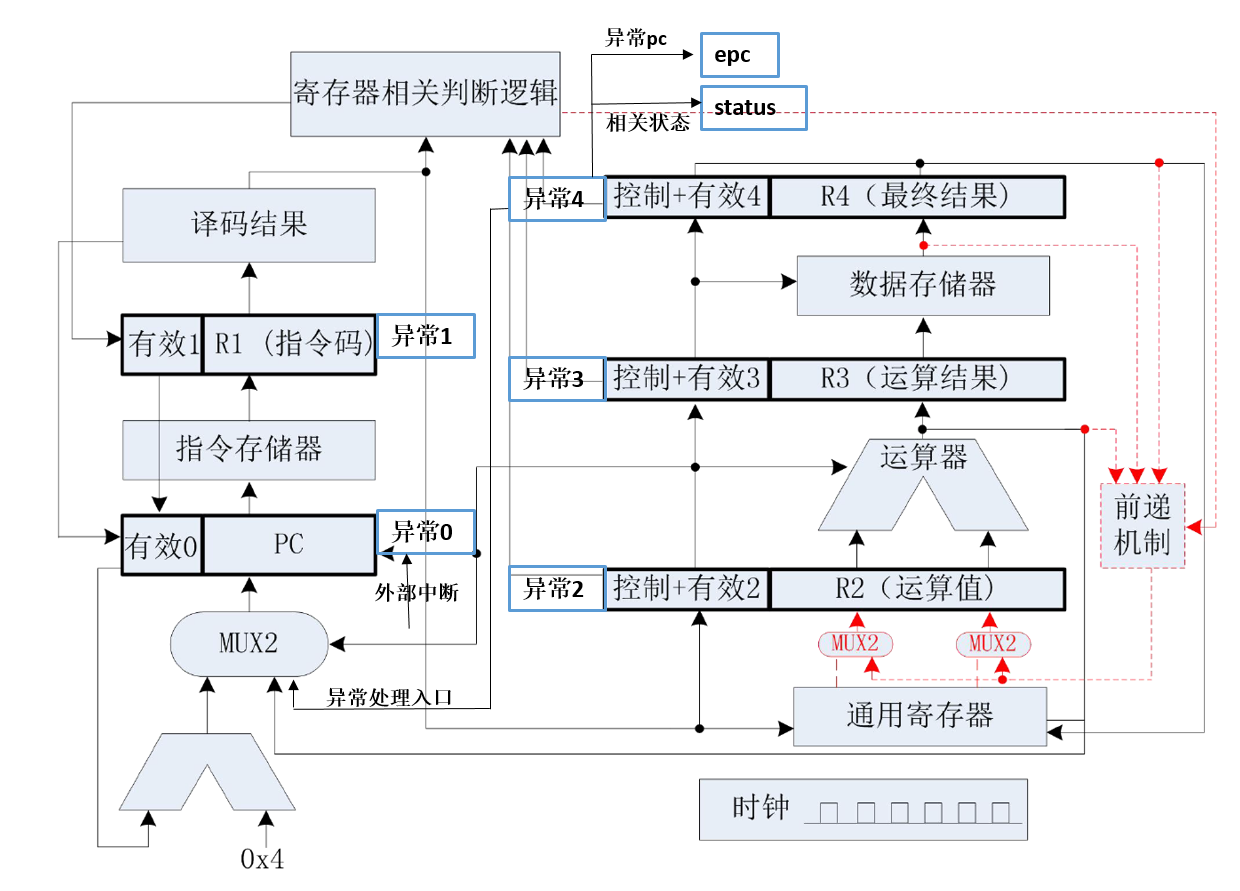 异常pc
epc
寄存器相关判断逻辑
status
相关状态
异常4
控制+有效4
R4（最终结果）
译码结果
数据存储器
有效1
R1（指令码）
异常1
异常3
控制+有效3
R3（运算结果）
指令存储器
运算器
前递
机制
有效0
PC
异常0
外部中断
异常2
控制+有效2
R2（运算值）
MUX2
MUX2
MUX2
异常处理入口
通用寄存器
时钟
0x4